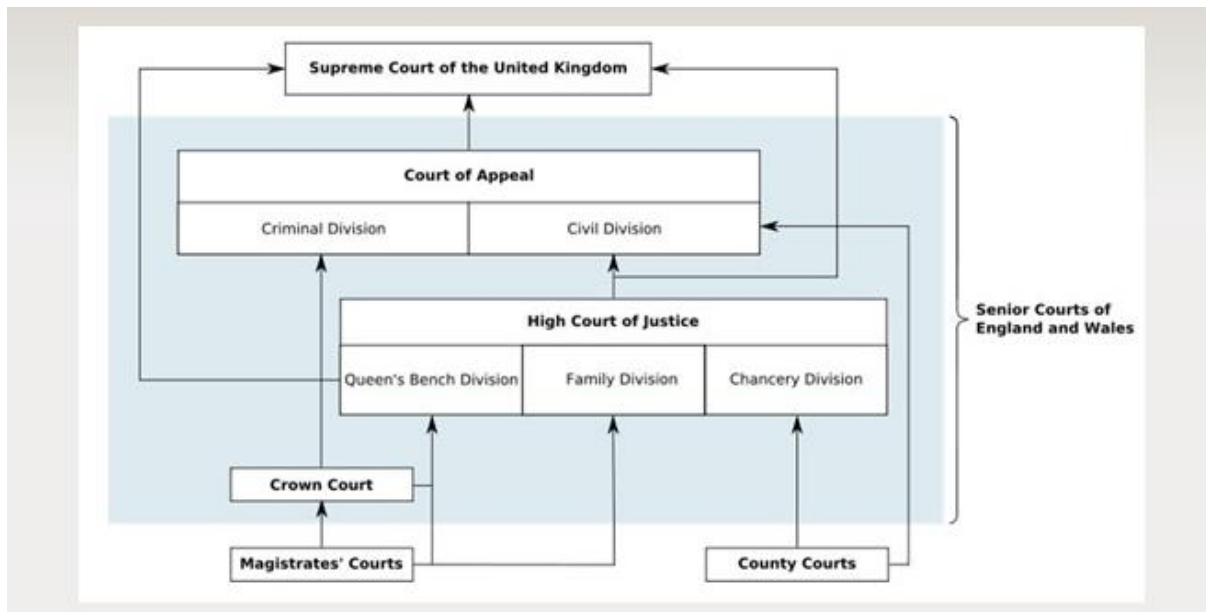 Supreme Court of the United Kingdom
Court of Appeal
Criminal Division
Civil Division
High Court of Justice
Senior Courts of
England and Wales
Queen's Bench Division
Family Division
Chancery Division
Crown Court
Magistrates' Courts
County Courts